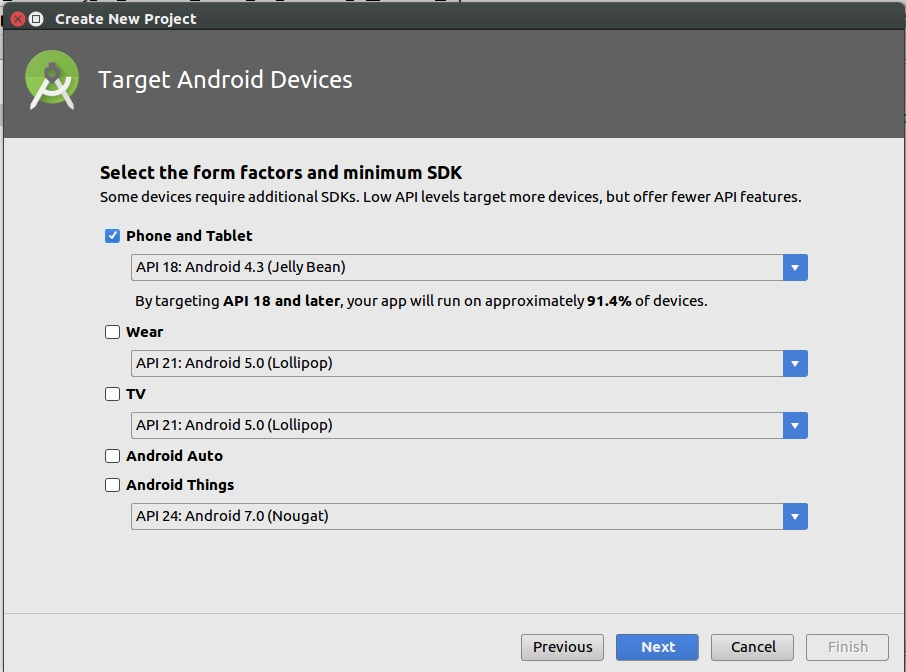 Create New Project
Target Android Devices
Select the form factors and minimum SDK
Some devices require additional SDKs. Low API levels target more devices, but offer fewer API features.
Phone and Tablet
API 18: Android 4.3 (Jelly Bean)
By targeting API 18 and later, your app will run on approximately 91.4% of devices.
Wear
API 21: Android 5.0 (Lollipop)
TV
API 21: Android 5.0 (Lollipop)
Android Auto
Android Things
API 24: Android 7.0 (Nougat)
Previous Next Cancel Finish